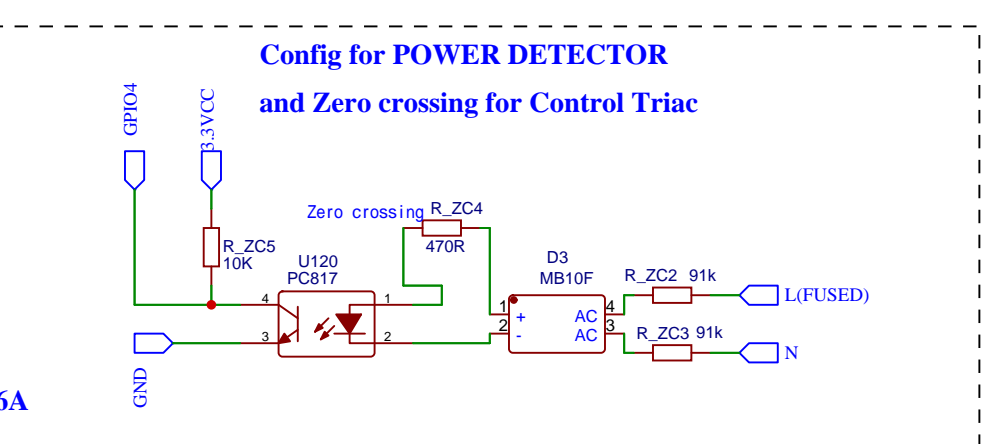 Config for POWER DETECTOR
and Zero crossing for Control Triac
GPIO4
3.3VCC
Zero crossing
R_ZC4
470R
R_ZC5
10K
U120
PC817
4
3
1
2
D3
MB10F
1
2
+
-
AC
AC
4
3
R_ZC2 91k
L(FUSED)
R_ZC3 91k
N
GND
6A